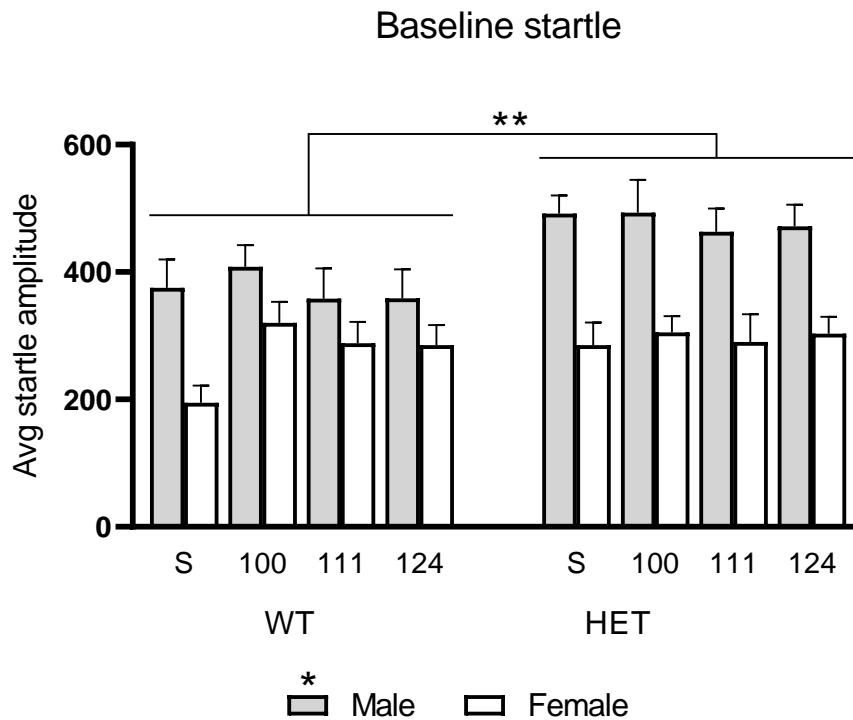 Baseline startle
**
Avg startle amplitude
600
400
200
0
S 100 111 124 S 100 111 124
WT HET
*
Male Female